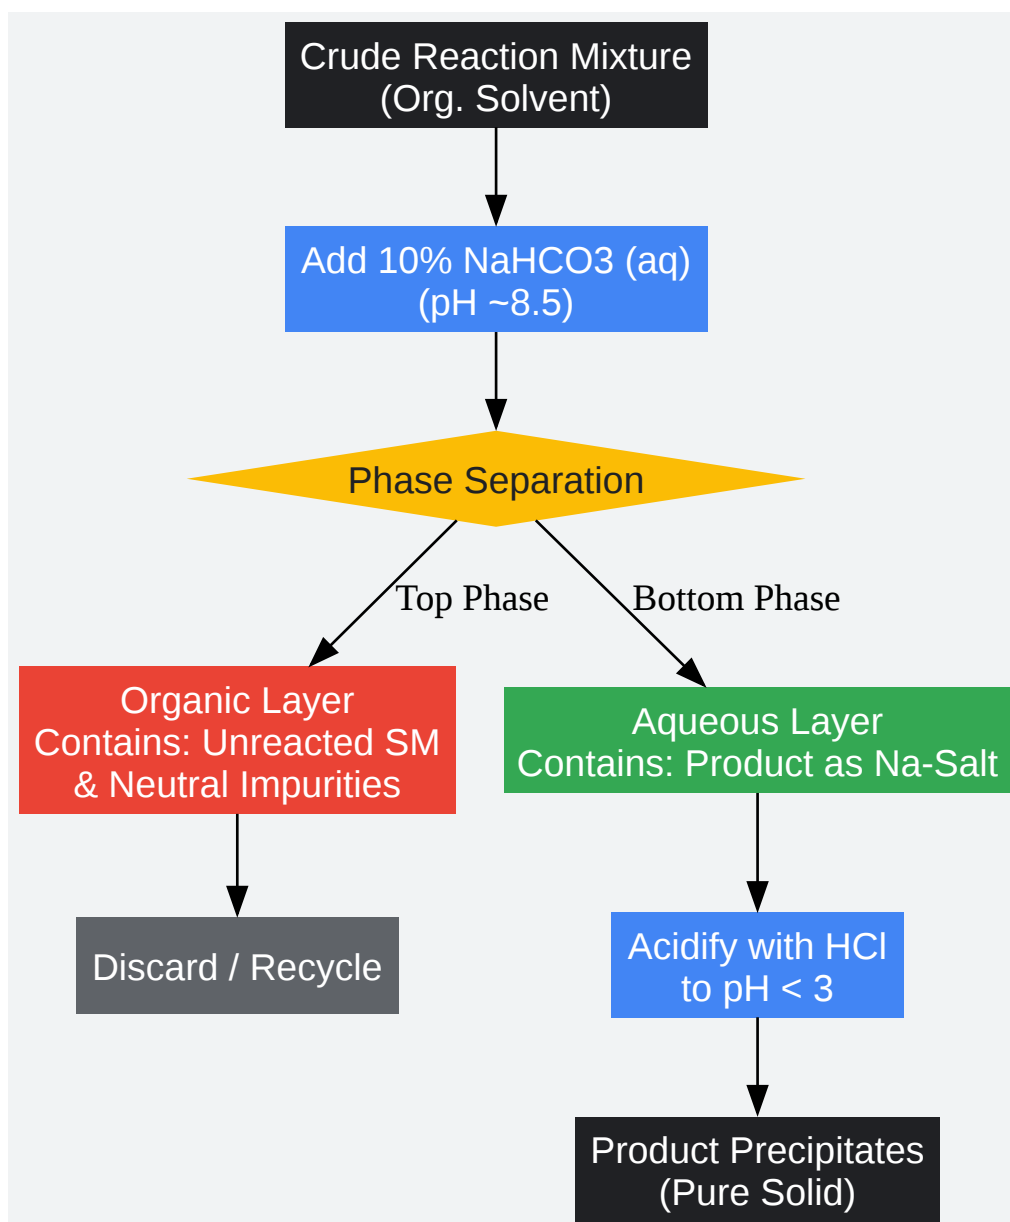 Crude Reaction Mixture
(Org. Solvent)
Add 10% NaHCO3 (aq)
(pH ~8.5)
Phase Separation
Top Phase
Bottom Phase
Organic Layer
Contains: Unreacted SM
& Neutral Impurities
Aqueous Layer
Contains: Product as Na-Salt
Discard / Recycle
Acidify with HCl
to pH < 3
Product Precipitates
(Pure Solid)